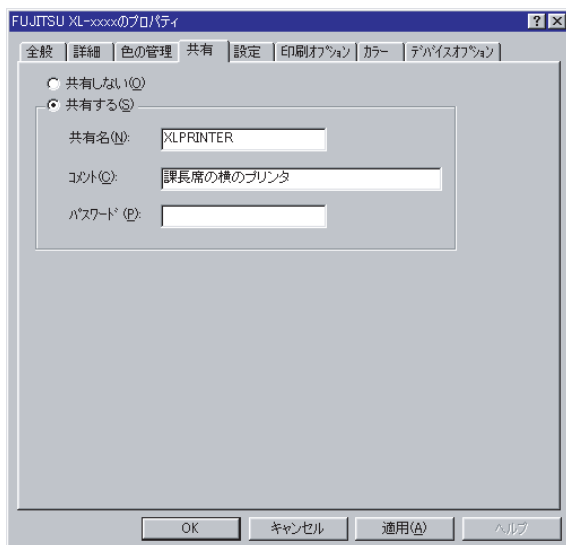 FUJITSU XL-xxxxのプロパティ
全般 詳細 色の管理 共有 設定 印刷ｵﾌﾟｼｮﾝ ｶﾗｰ ﾃﾞﾊﾞｲｽｵﾌﾟｼｮﾝ
共有しない(O)
共有する(S)
共有名(N): XLPRINTER
ｺﾒﾝﾄ(C): 課長席の横のプリンタ
ﾊﾟｽﾜｰﾄﾞ(P):
OK キャンセル 適用(A) ヘルプ